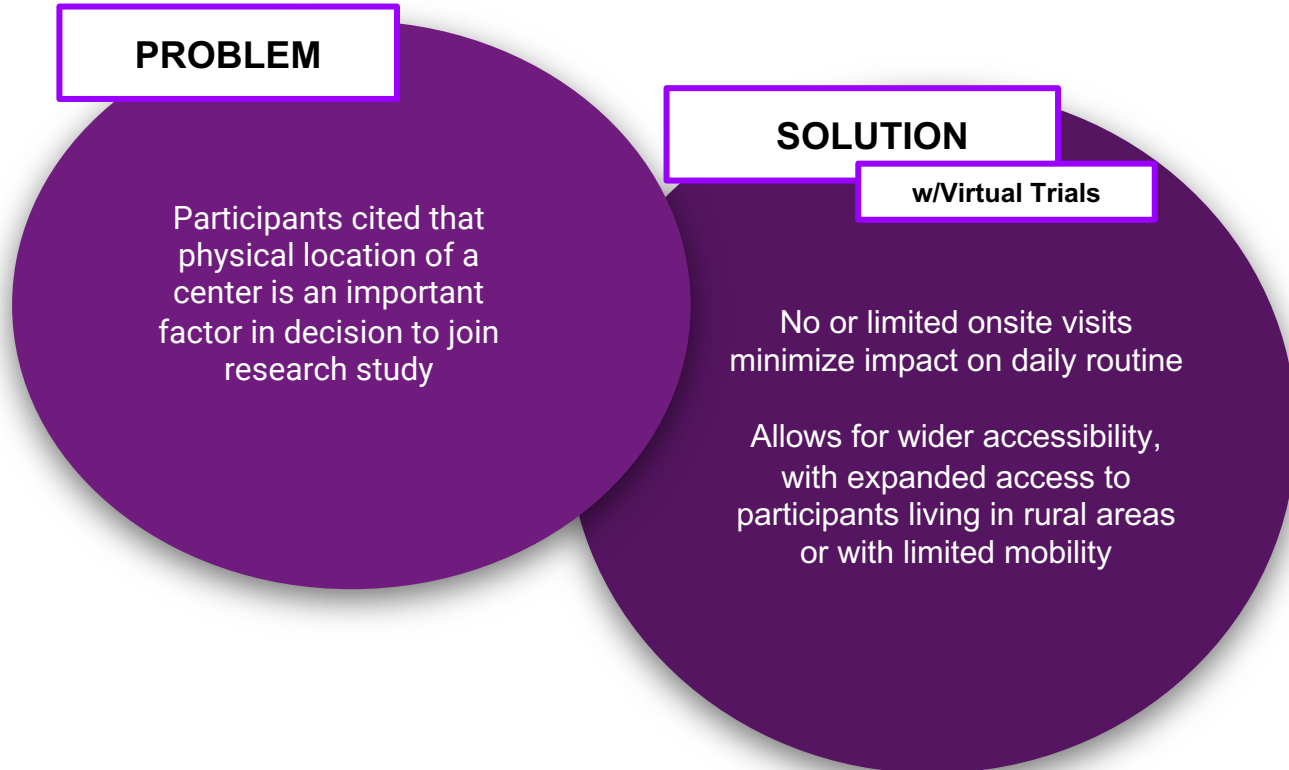 PROBLEM
Participants cited that
physical location of a
center is an important
factor in decision to join
research study
SOLUTION
w/Virtual Trials
No or limited onsite visits
minimize impact on daily routine
Allows for wider accessibility,
with expanded access to
participants living in rural areas
or with limited mobility